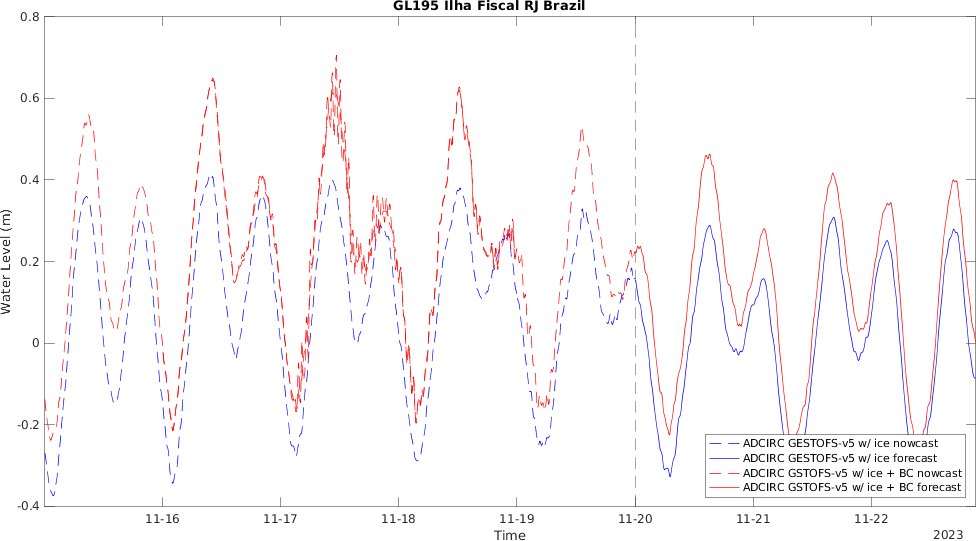 GL195 Ilha Fiscal RJ Brazil
0.8
0.6
0.4
0.2
0
-0.2
-0.4
Water Level (m)
11-16
11-17
11-18
11-19
11-20
11-21
11-22
Time
2023
ADCIRC GESTOFS-v5 w/ ice nowcast
ADCIRC GESTOFS-v5 w/ ice forecast
ADCIRC GSTOFS-v5 w/ ice + BC nowcast
ADCIRC GSTOFS-v5 w/ ice + BC forecast